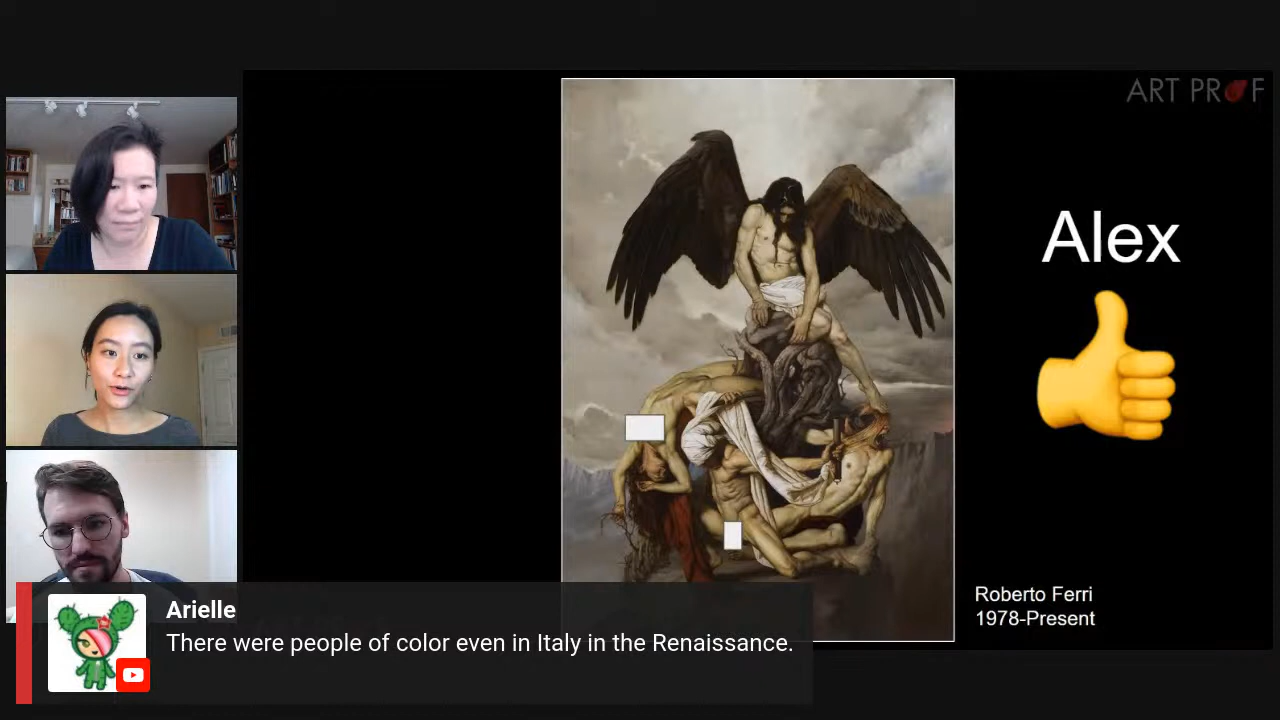 ART PROF
Alex
Roberto Ferri
1978-Present
Arielle
There were people of color even in Italy in the Renaissance.